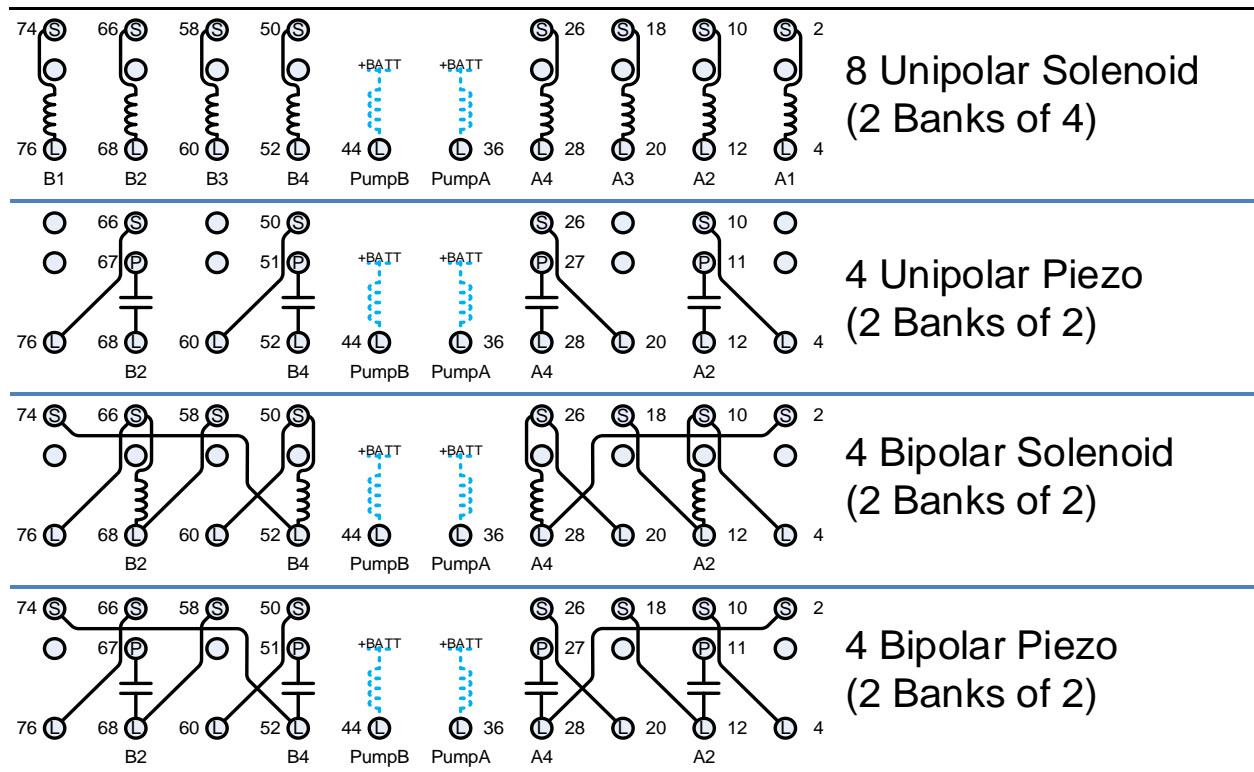 74 S 66 S 58 S 50 S S 26 S 18 S 10 S 2
+BATT +BATT
8 Unipolar Solenoid
(2 Banks of 4)
76 L 68 L 60 L 52 L 44 L L 36 L 28 L 20 L 12 L 4
B1 B2 B3 B4 PumpB PumpA A4 A3 A2 A1
66 S 50 S S 26 S 10
67 P 51 P +BATT +BATT P 27 P 11
4 Unipolar Piezo
(2 Banks of 2)
76 L 68 L 60 L 52 L 44 L L 36 L 28 L 20 L 12 L 4
B2 B4 PumpB PumpA A4 A2
74 S 66 S 58 S 50 S S 26 S 18 S 10 S 2
+BATT +BATT
4 Bipolar Solenoid
(2 Banks of 2)
76 L 68 L 60 L 52 L 44 L L 36 L 28 L 20 L 12 L 4
B2 B4 PumpB PumpA A4 A2
74 S 66 S 58 S 50 S S 26 S 18 S 10 S 2
67 P 51 P +BATT +BATT P 27 P 11
4 Bipolar Piezo
(2 Banks of 2)
76 L 68 L 60 L 52 L 44 L L 36 L 28 L 20 L 12 L 4
B2 B4 PumpB PumpA A4 A2